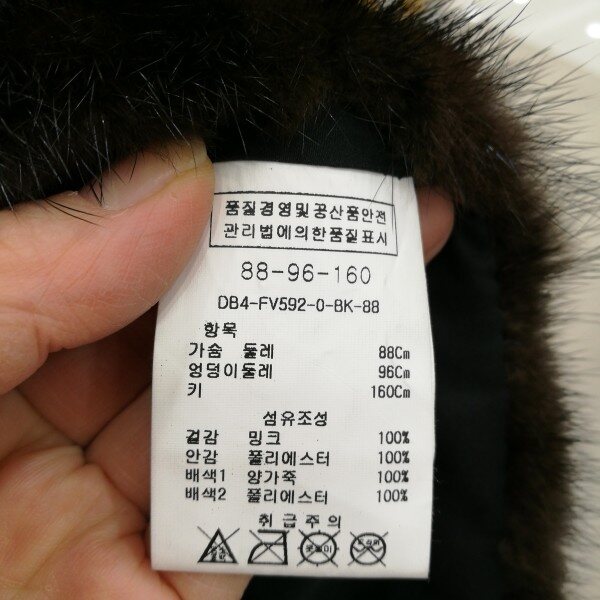 품질경영및공산품안전
관리법에의한품질표시
88-96-160
DB4-FV592-0-BK-88
항목
가슴 둘레 88Cm
엉덩이둘레 96Cm
키 160Cm
섬유조성
겉감 밍크 100%
안감 폴리에스터 100%
배색1 양가죽 100%
배색2 폴리에스터 100%
취급주의